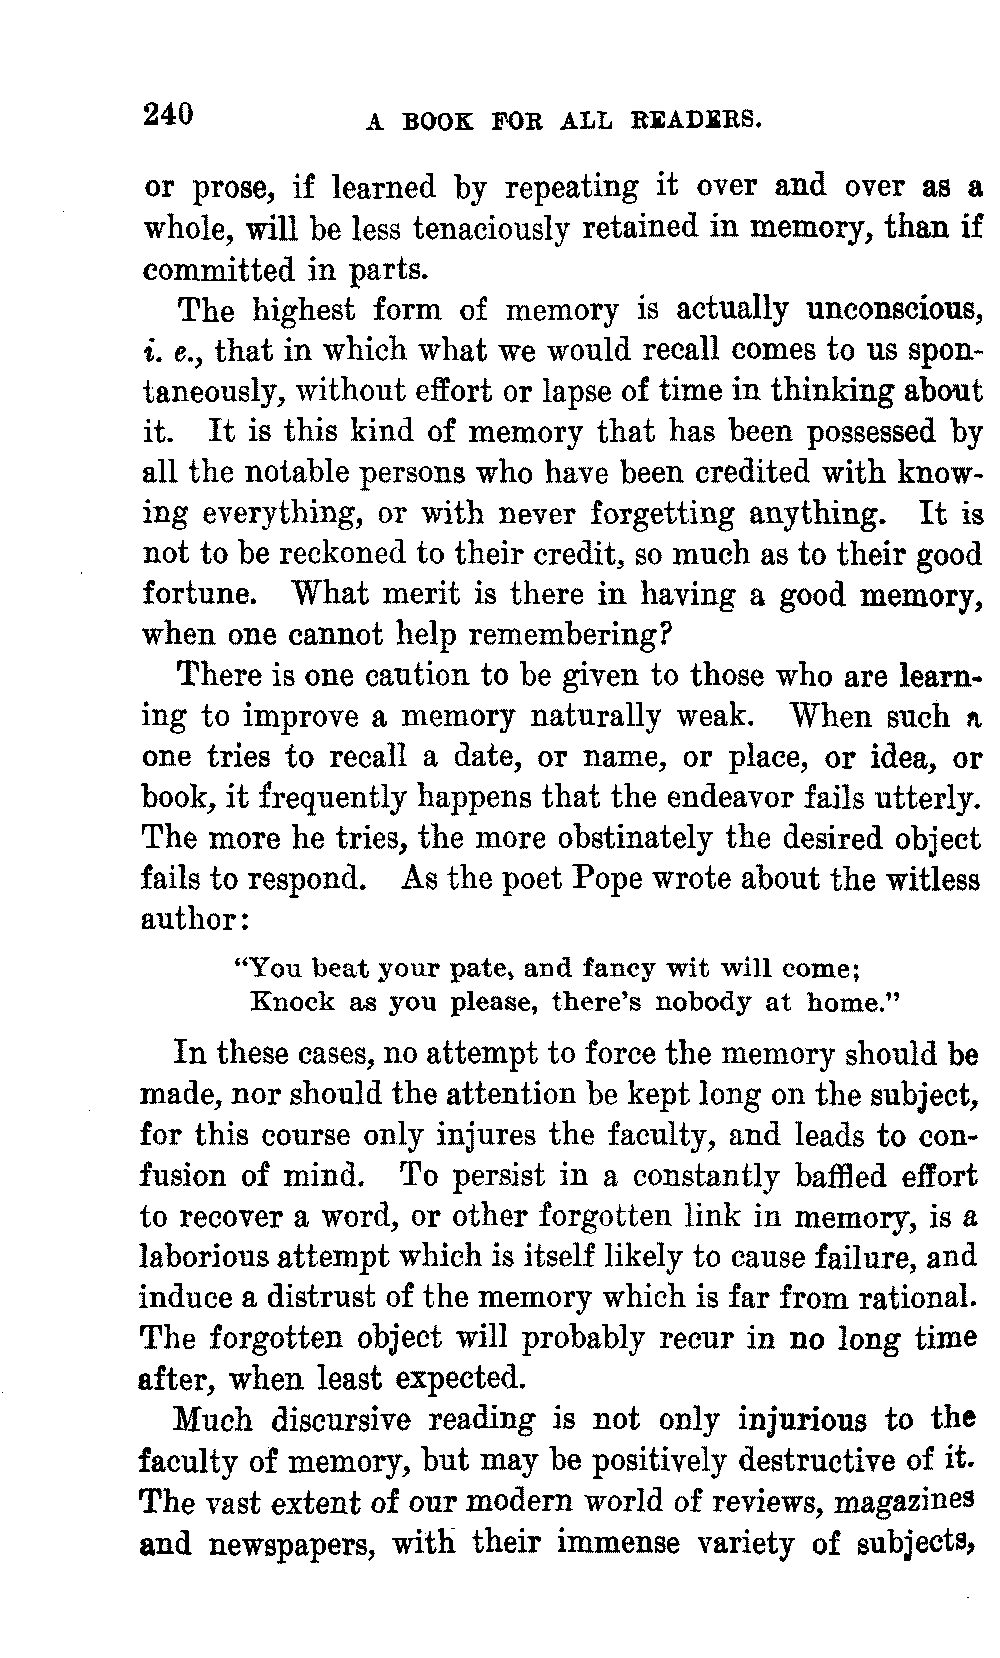 240
A BOOK FOR ALL READERS.
or prose, if learned by repeating it over and over as a
whole, will be less tenaciously retained in memory, than if
committed in parts.
The highest form of memory is actually unconscious,
i. e., that in which what we would recall comes to us spon-
taneously, without effort or lapse of time in thinking about
it. It is this kind of memory that has been possessed by
all the notable persons who have been credited with know-
ing everything, or with never forgetting anything. It is
not to be reckoned to their credit, so much as to their good
fortune. What merit is there in having a good memory,
when one cannot help remembering?
There is one caution to be given to those who are learn-
ing to improve a memory naturally weak. When such a
one tries to recall a date, or name, or place, or idea, or
book, it frequently happens that the endeavor fails utterly.
The more he tries, the more obstinately the desired object
fails to respond. As the poet Pope wrote about the witless
author:
"You beat your pate, and fancy wit will come;
Knock as you please, there's nobody at home."
In these cases, no attempt to force the memory should be
made, nor should the attention be kept long on the subject,
for this course only injures the faculty, and leads to con-
fusion of mind. To persist in a constantly baffled effort
to recover a word, or other forgotten link in memory, is a
laborious attempt which is itself likely to cause failure, and
induce a distrust of the memory which is far from rational.
The forgotten object will probably recur in no long time
after, when least expected.
Much discursive reading is not only injurious to the
faculty of memory, but may be positively destructive of it.
The vast extent of our modern world of reviews, magazines
and newspapers, with their immense variety of subjects,